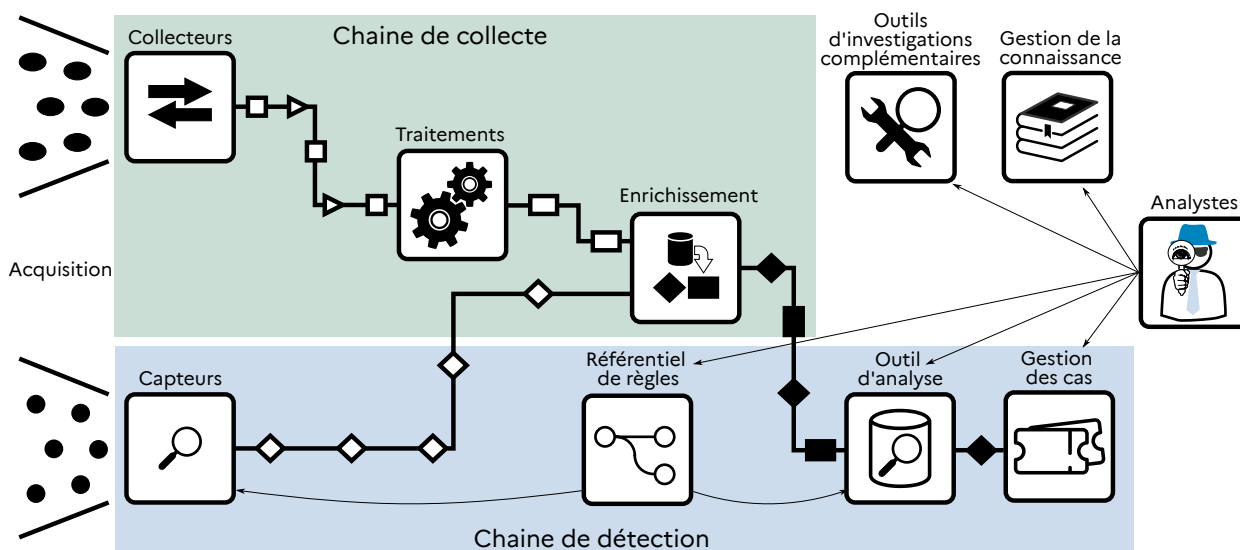 Chaine de collecte
Collecteurs
Traitements
Enrichissement
Acquisition
Outils
d'investigations
complémentaires
Gestion de la
connaissance
Analystes
Capteurs
Référentiel
de règles
Outil
d'analyse
Gestion
des cas
Chaine de détection